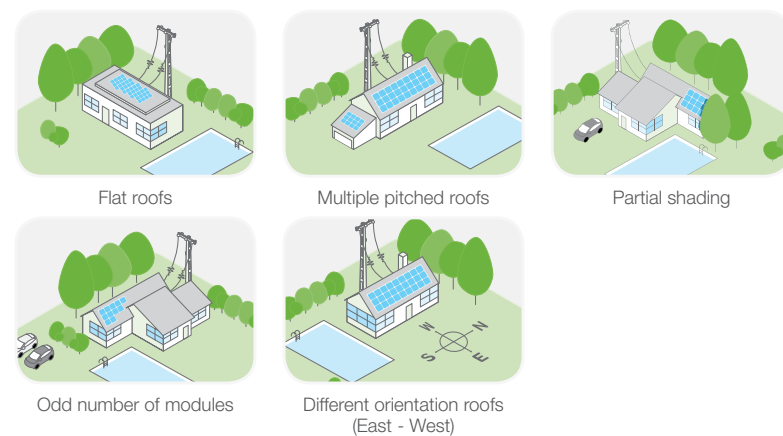 Flat roofs
Multiple pitched roofs
Partial shading
W
N
S
E
Odd number of modules
Different orientation roofs
(East - West)